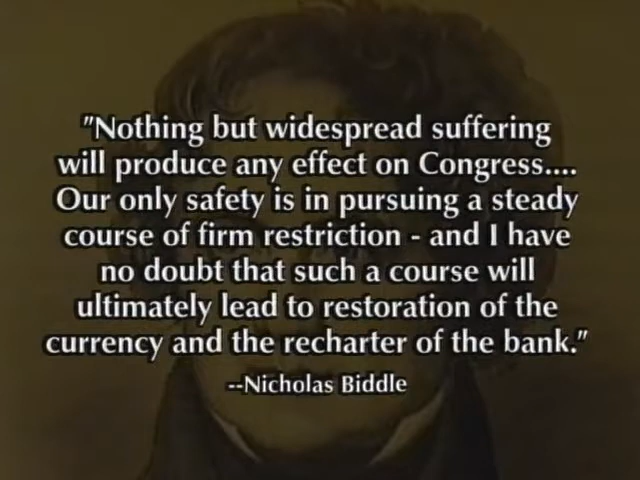 "Nothing but widespread suffering
will produce any effect on Congress....
Our only safety is in pursuing a steady
course of firm restriction - and I have
no doubt that such a course will
ultimately lead to restoration of the
currency and the recharter of the bank."
--Nicholas Biddle